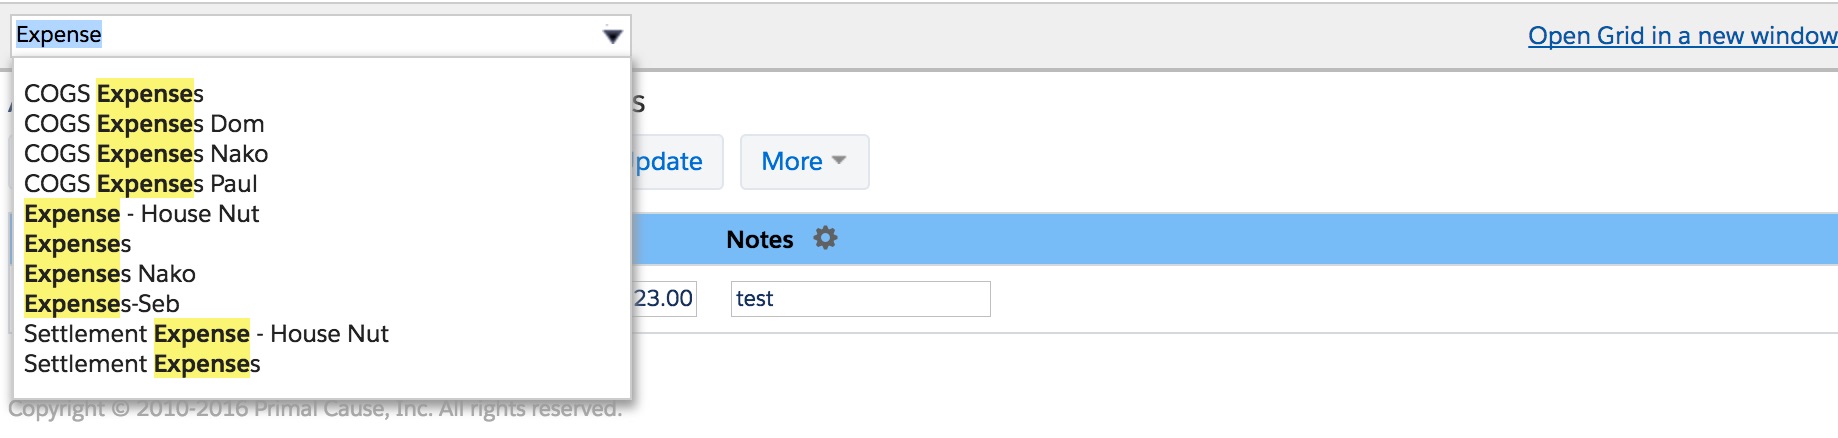 Expense
Open Grid in a new window
COGS Expenses
COGS Expenses Dom
COGS Expenses Nako
COGS Expenses Paul
Expense - House Nut
Expenses
Expenses Nako
Expenses-Seb
Settlement Expense - House Nut
Settlement Expenses
s
pdate More
Notes
23.00 test
Copyright © 2010-2016 Primal Cause, Inc. All rights reserved.